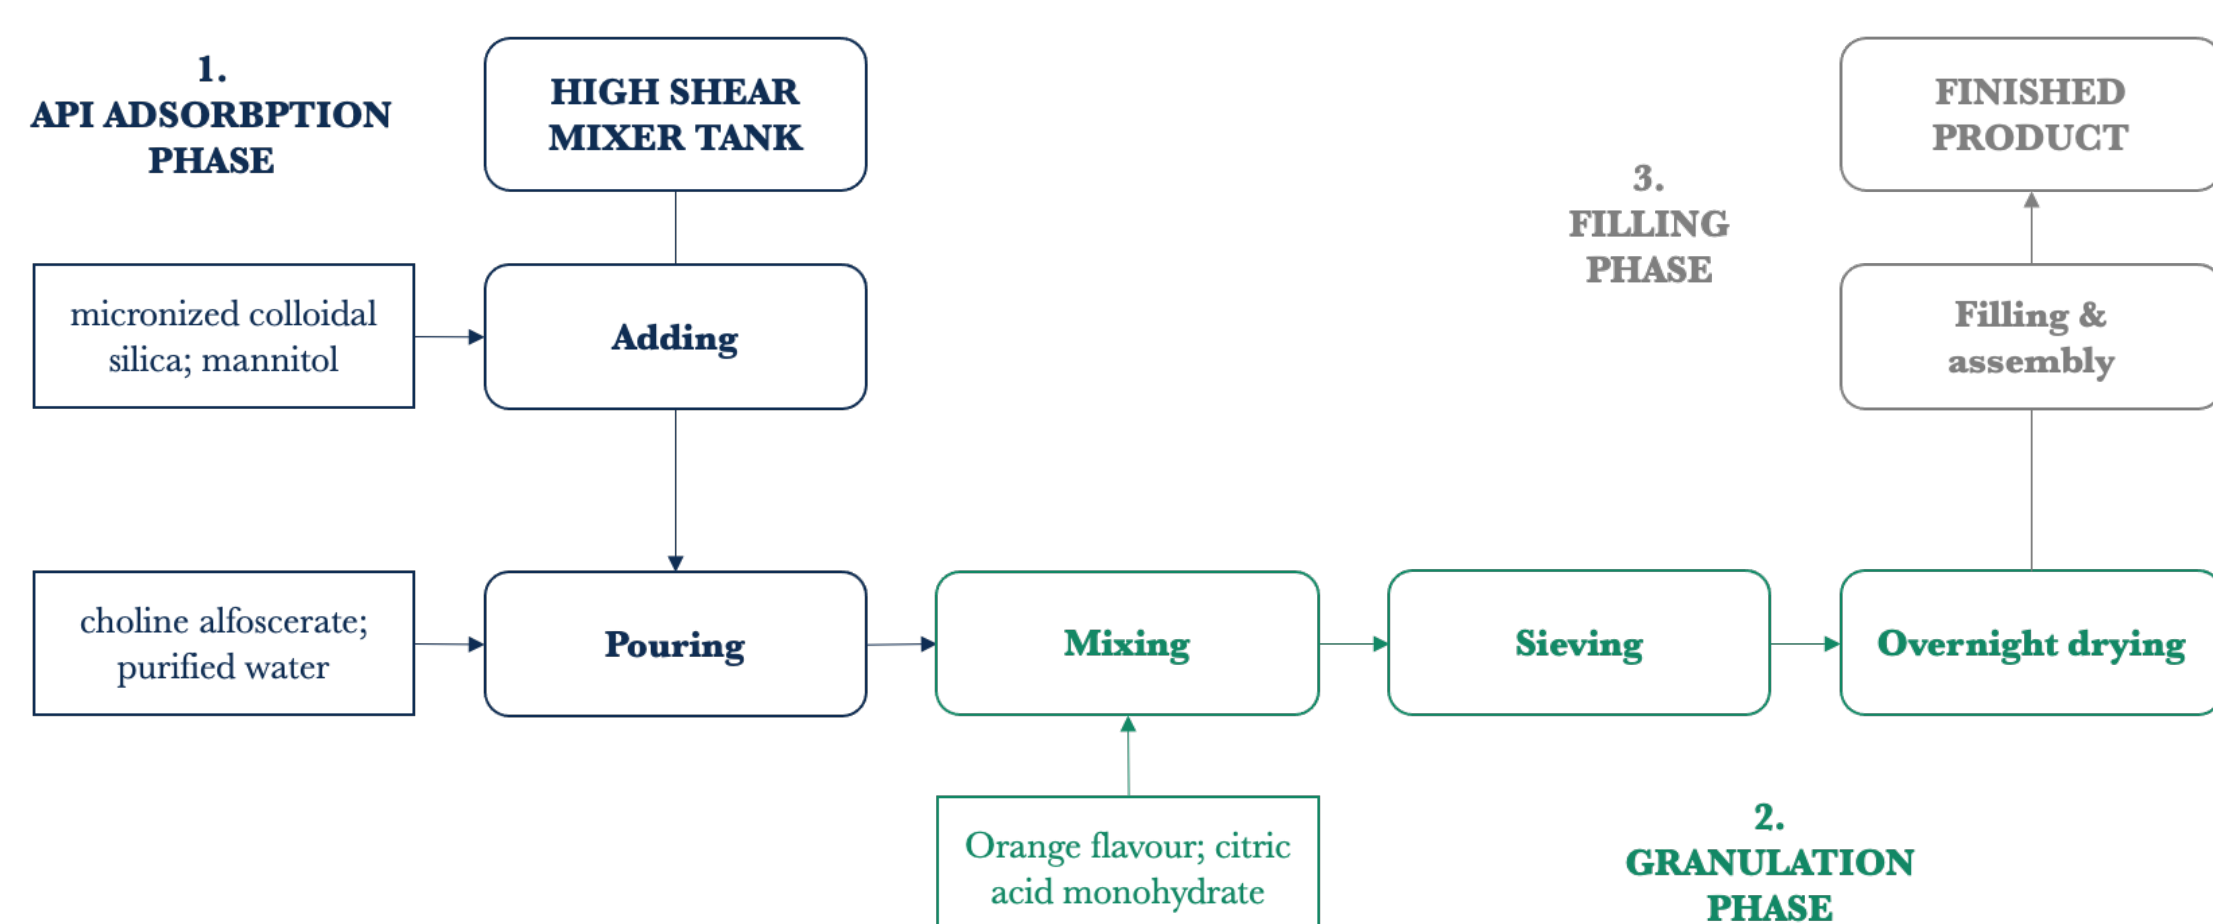 1.
API ADSORBPTION
PHASE
HIGH SHEAR
MIXER TANK
micronized colloidal
silica; mannitol
Adding
choline alfoscerate;
purified water
Pouring
Mixing
Orange flavour; citric
acid monohydrate
Sieving
Overnight drying
2.
GRANULATION
PHASE
3.
FILLING
PHASE
Filling &
assembly
FINISHED
PRODUCT